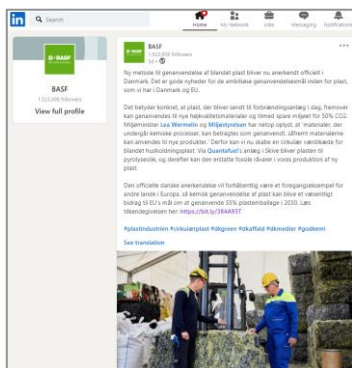 in
Search
Home
My Network
Jobs
Messaging
Notifications
BASF
BASF
View full profile
BASF
Ny metode til genanvendelse af blandet plast bliver nu anerkendt officielt i
Danmark. Det er gode nyheder for de ambitiøse genanvendelsesmål inden for plast,
som vi har i Danmark og EU.
Det betyder konkret, at plast, der bliver sendt til forbrændingsanlæg i dag, fremover
kan genanvendes til nye højkvalitetsmaterialer og tilmed spare miljøet for 50% CO2.
Miljøminister Lea Wermelin og Miljøstyrelsen har netop oplyst, at 'materialer, der
undergår kemiske processer, kan betragtes som genanvendt, såfremt materialerne
kan anvendes til nye produkter.' Derfor kan vi nu skabe en cirkulær værdikæde for
blandet husholdningsplast. Via Quantafuel's anlæg i Skive bliver plasten til
pyrolyseolie, og derefter kan den erstatte fossile råvarer i vores produktion af ny
plast.
Den officielle danske anerkendelse vil forhåbentlig være et foregangseksempel for
andre lande i Europa, så kemisk genanvendelse af plast kan blive et væsentligt
bidrag til EU's mål om at genanvende 55% plastemballage i 2030. Læs
tilkendegivelsen her: https://bit.ly/384A93T
#plastindustrien #cirkulærplast #dkgreen #dkaffald #dkmedier #godkemi
See translation